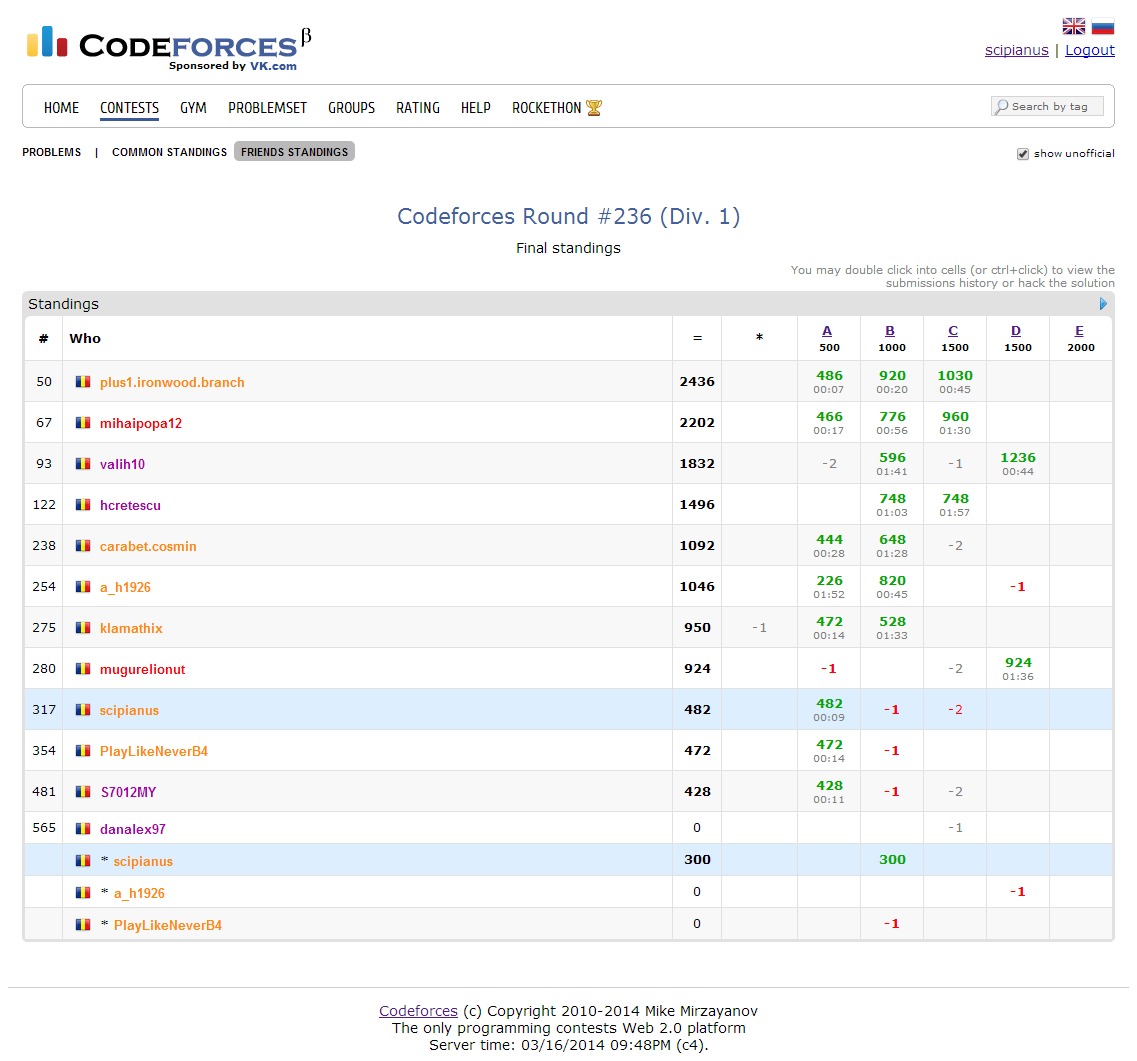 CODEFORCES β
Sponsored by VK.com
scipianus | Logout
HOME CONTESTS GYM PROBLEMSET GROUPS RATING HELP ROCKETHON Search by tag
PROBLEMS | COMMON STANDINGS FRIENDS STANDINGS show unofficial
Codeforces Round #236 (Div. 1)
Final standings
You may double click into cells (or ctrl+click) to view the
submissions history or hack the solution
Standings
# Who = * A B C D E
500 1000 1500 1500 2000
50 plus1.ironwood.branch 2436 486 920 1030
00:07 00:20 00:45
67 mihaipopa12 2202 466 776 960
00:17 00:56 01:30
93 valih10 1832 -2 596 -1 1236
01:41 00:44
122 hcretescu 1496 748 748
01:03 01:57
238 carabet.cosmin 1092 444 648 -2
00:28 01:28
254 a_h1926 1046 226 820 -1
01:52 00:45
275 klamathix 950 -1 472 528
00:14 01:33
280 mugurelionut 924 -1 -2 924
01:36
317 scipianus 482 482 -1 -2
00:09
354 PlayLikeNeverB4 472 472 -1
00:14
481 S7012MY 428 428 -1 -2
00:11
565 danalex97 0 -1
* scipianus 300 300
* a_h1926 0 -1
* PlayLikeNeverB4 0 -1
Codeforces (c) Copyright 2010-2014 Mike Mirzayanov
The only programming contests Web 2.0 platform
Server time: 03/16/2014 09:48PM (c4).